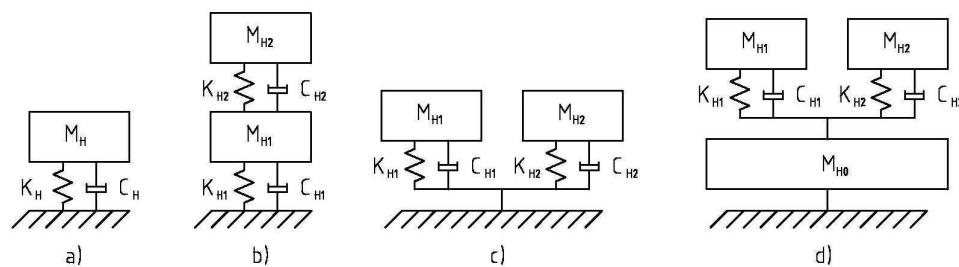 M_H
K_H C_H
a)
M_H2
K_H2 C_H2
M_H1
K_H1 C_H1
b)
M_H1 M_H2
K_H1 C_H1 K_H2 C_H2
c)
M_H1 M_H2
K_H1 C_H1 K_H2 C_H2
M_H0
d)